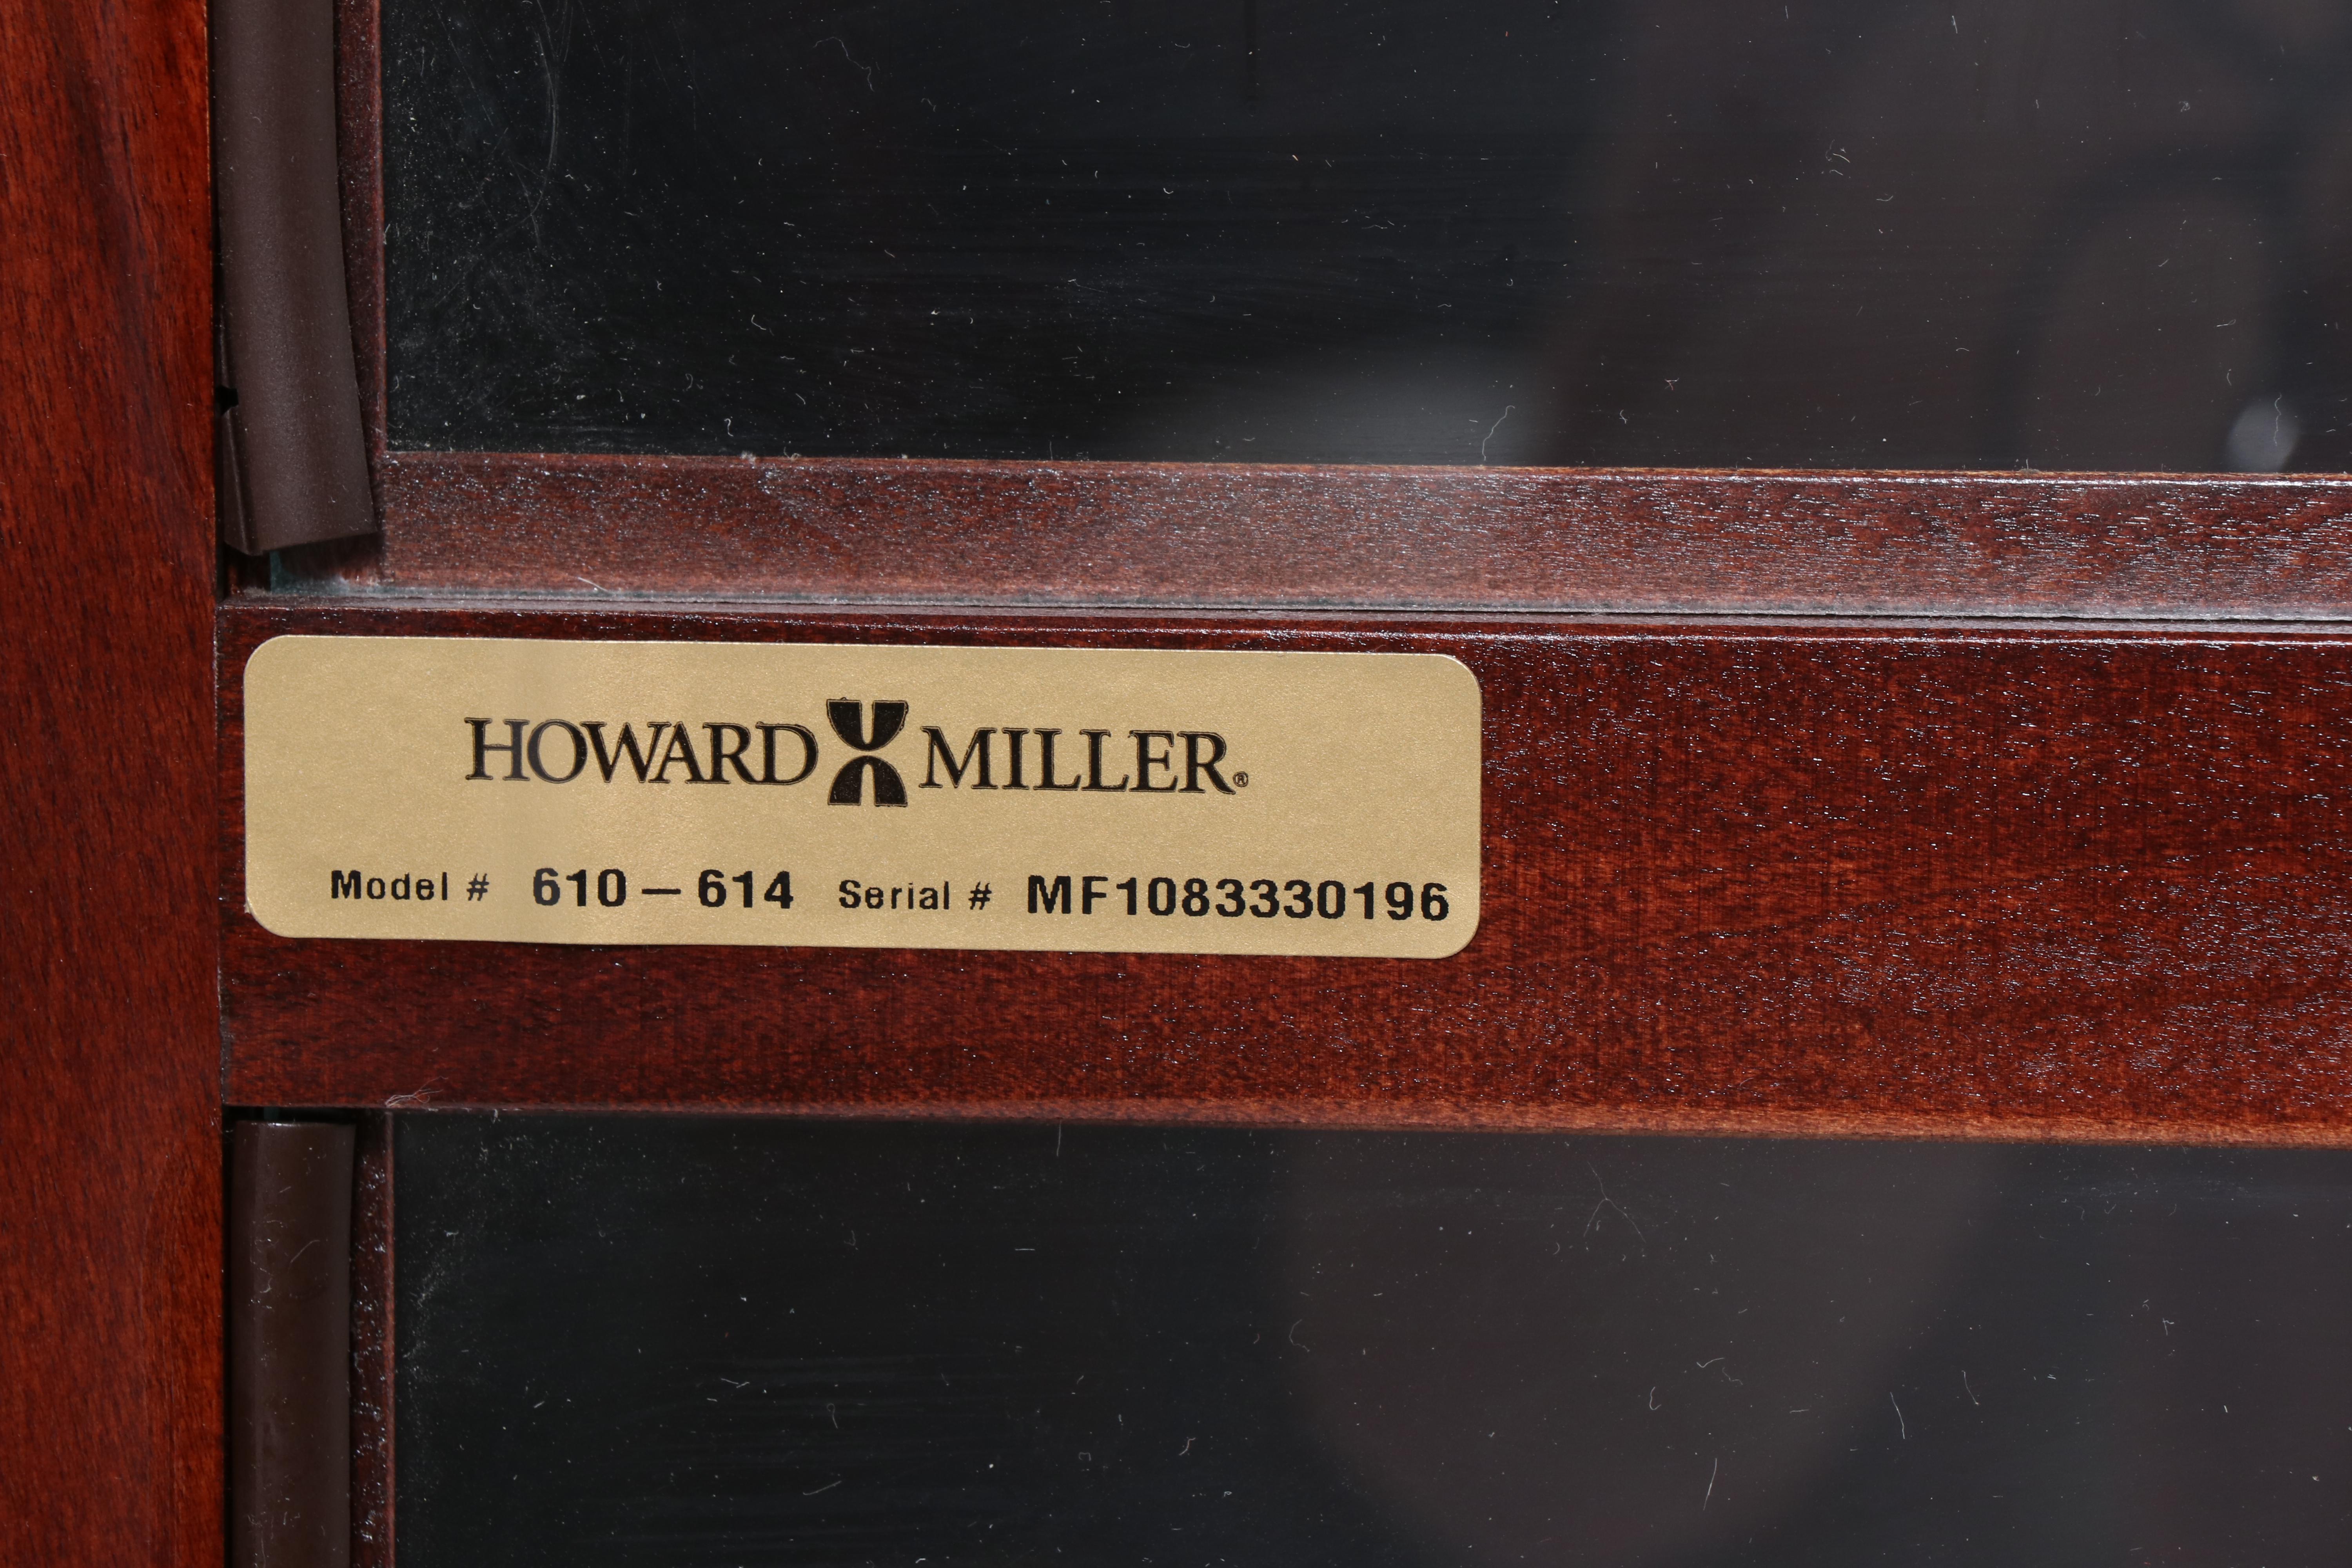 HOWARD MILLER®
Model # 610-614 Serial # MF1083330196